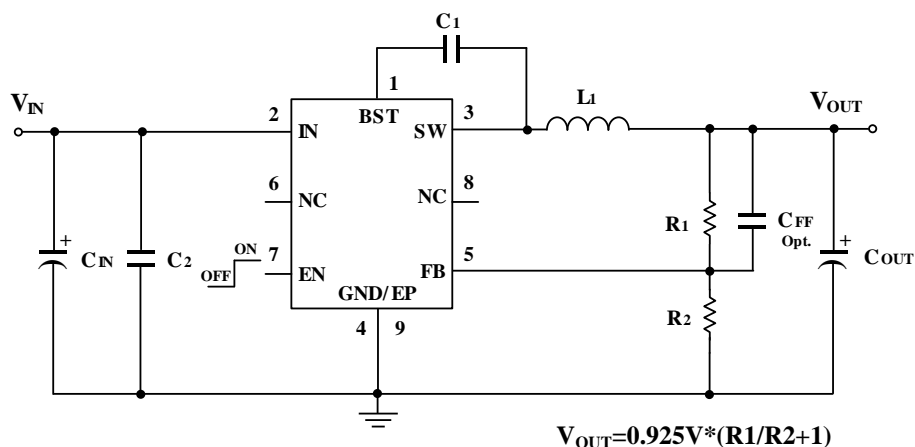 C1
1
VIN
2
IN
BST
SW
3
L1
VOUT
6
NC
NC
8
R1
CFF
Opt.
CIN
C2
ON
OFF
7
EN
FB
5
COUT
GND/EP
R2
4
9
VOUT=0.925V*(R1/R2+1)